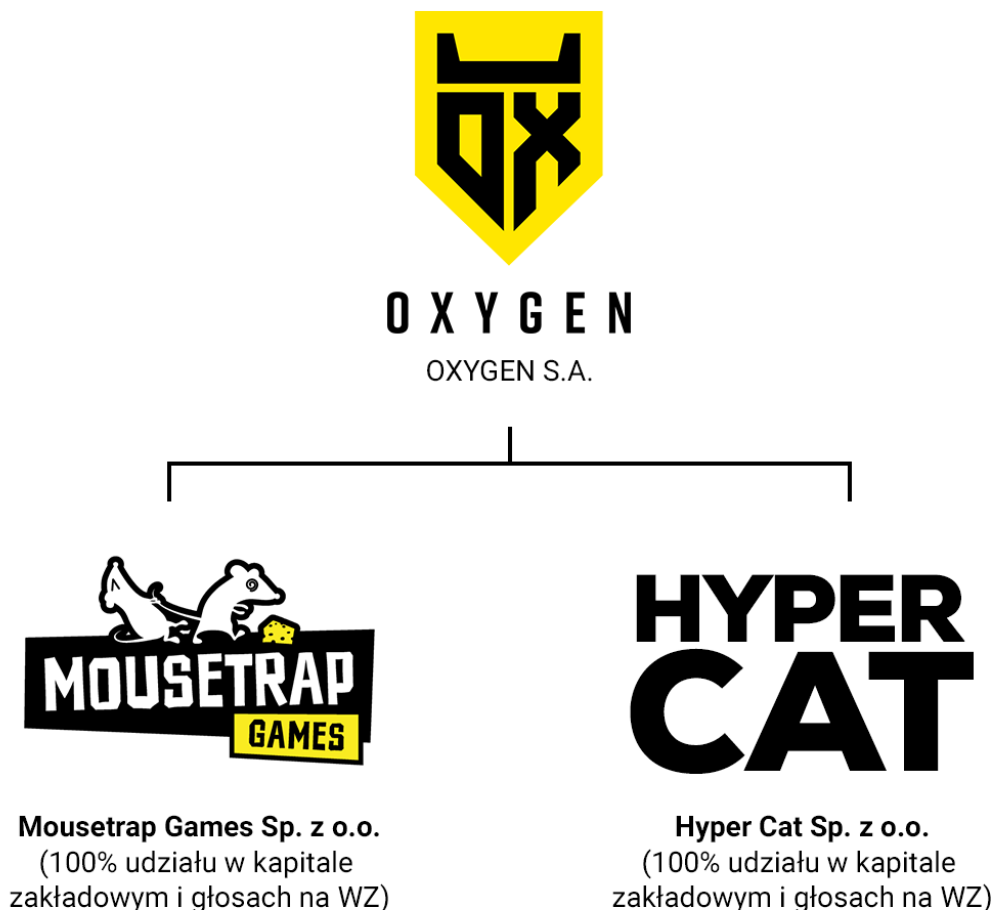 OX
OXYGEN
OXYGEN S.A.
MOUSETRAP
GAMES
Mousetrap Games Sp. z o.o.
(100% udziału w kapitale
zakładowym i głosach na WZ)
HYPER
CAT
Hyper Cat Sp. z o.o.
(100% udziału w kapitale
zakładowym i głosach na WZ)